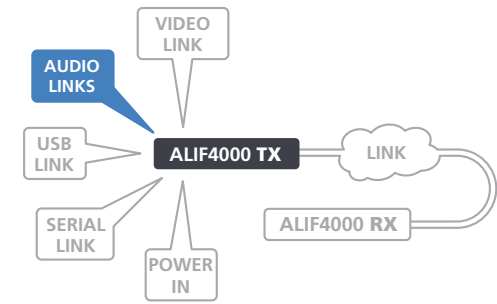 VIDEO
LINK
AUDIO
LINKS
USB
LINK
ALIF4000 TX
LINK
SERIAL
LINK
ALIF4000 RX
POWER
IN